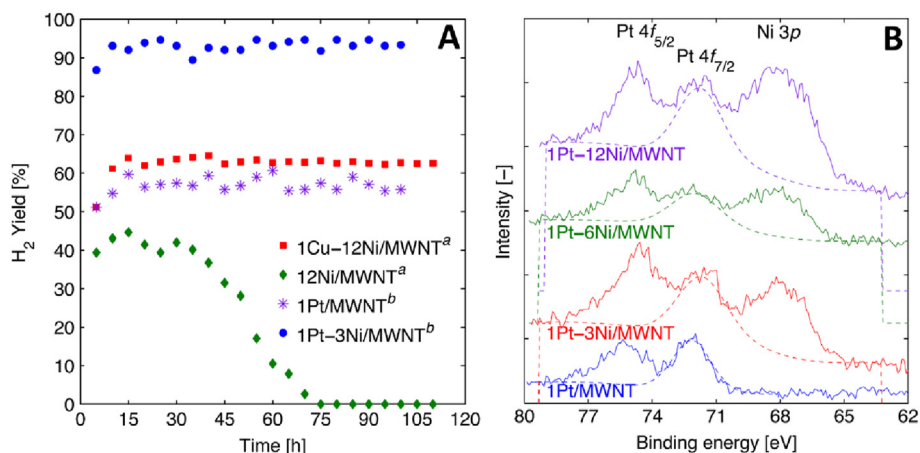 A
H2 Yield [%]
100
90
80
70
60
50
40
30
20
10
0
1Cu−12Ni/MWNTᵃ
12Ni/MWNTᵃ
1Pt/MWNTᵇ
1Pt−3Ni/MWNTᵇ
0 15 30 45 60 75 90 105 120
Time [h]
B
Pt 4f5/2
Pt 4f7/2
Ni 3p
Intensity [−]
1Pt−12Ni/MWNT
1Pt−6Ni/MWNT
1Pt−3Ni/MWNT
1Pt/MWNT
80 77 74 71 68 65 62
Binding energy [eV]